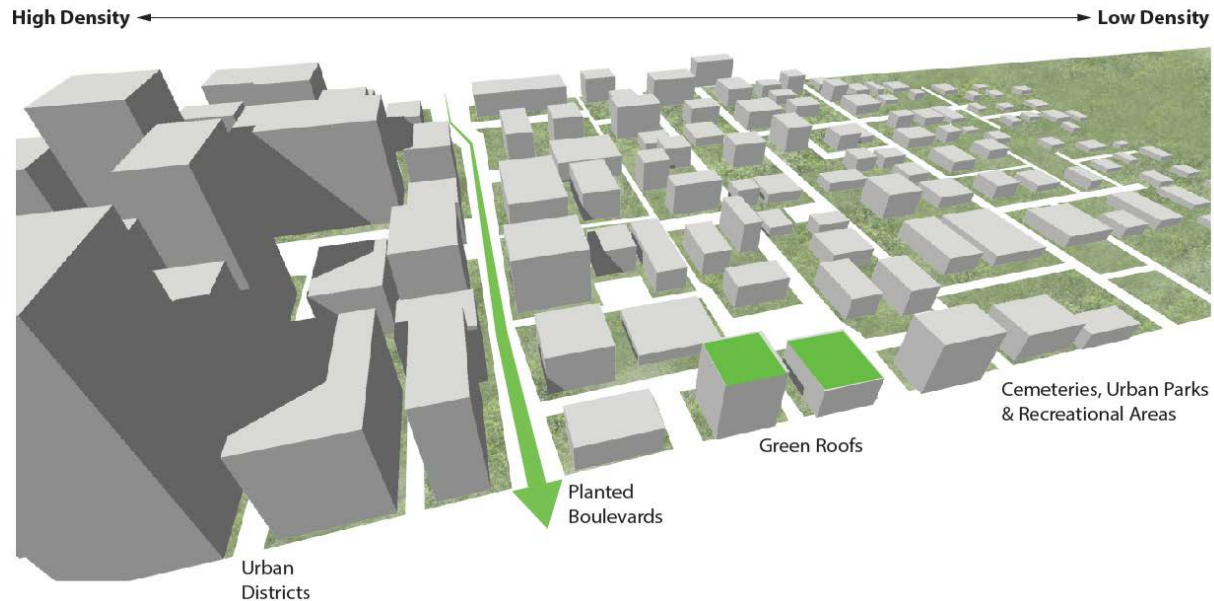 High Density
Low Density
Cemeteries, Urban Parks
& Recreational Areas
Green Roofs
Planted
Boulevards
Urban
Districts